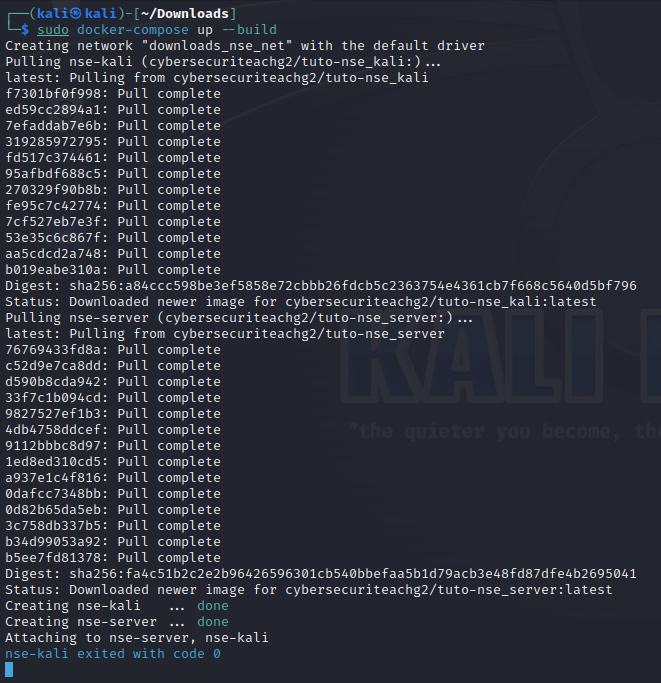 ┌──(kali㉿kali)-[~/Downloads]
└─$ sudo docker-compose up --build
Creating network "downloads_nse_net" with the default driver
Pulling nse-kali (cybersecuriteachg2/tuto-nse_kali:)...
latest: Pulling from cybersecuriteachg2/tuto-nse_kali
f7301bf0f998: Pull complete
ed59cc2894a1: Pull complete
7efaddab7e6b: Pull complete
319285972795: Pull complete
fd517c374461: Pull complete
95afbdf688c5: Pull complete
270329f90b8b: Pull complete
fe95c7c42774: Pull complete
7cf527eb7e3f: Pull complete
53e35c6c867f: Pull complete
aa5cdcd2a748: Pull complete
b019eabe310a: Pull complete
Digest: sha256:a84ccc598be3ef5858e72cbbb26fdcb5c2363754e4361cb7f668c5640d5bf796
Status: Downloaded newer image for cybersecuriteachg2/tuto-nse_kali:latest
Pulling nse-server (cybersecuriteachg2/tuto-nse_server:)...
latest: Pulling from cybersecuriteachg2/tuto-nse_server
76769433fd8a: Pull complete
c52d9e7ca8dd: Pull complete
d590b8cda942: Pull complete
33f7c1b094cd: Pull complete
9827527ef1b3: Pull complete
4db4758ddcef: Pull complete
9112bbbc8d97: Pull complete
1ed8ed310cd5: Pull complete
a937e1c4f816: Pull complete
0dafcc7348bb: Pull complete
0d82b65da5eb: Pull complete
3c758db337b5: Pull complete
b34d99053a92: Pull complete
b5ee7fd81378: Pull complete
Digest: sha256:fa4c51b2c2e2b96426596301cb540bbefaa5b1d79acb3e48fd87dfe4b2695041
Status: Downloaded newer image for cybersecuriteachg2/tuto-nse_server:latest
Creating nse-kali   ... done
Creating nse-server ... done
Attaching to nse-server, nse-kali
nse-kali exited with code 0
KALI
"the quieter you become, the